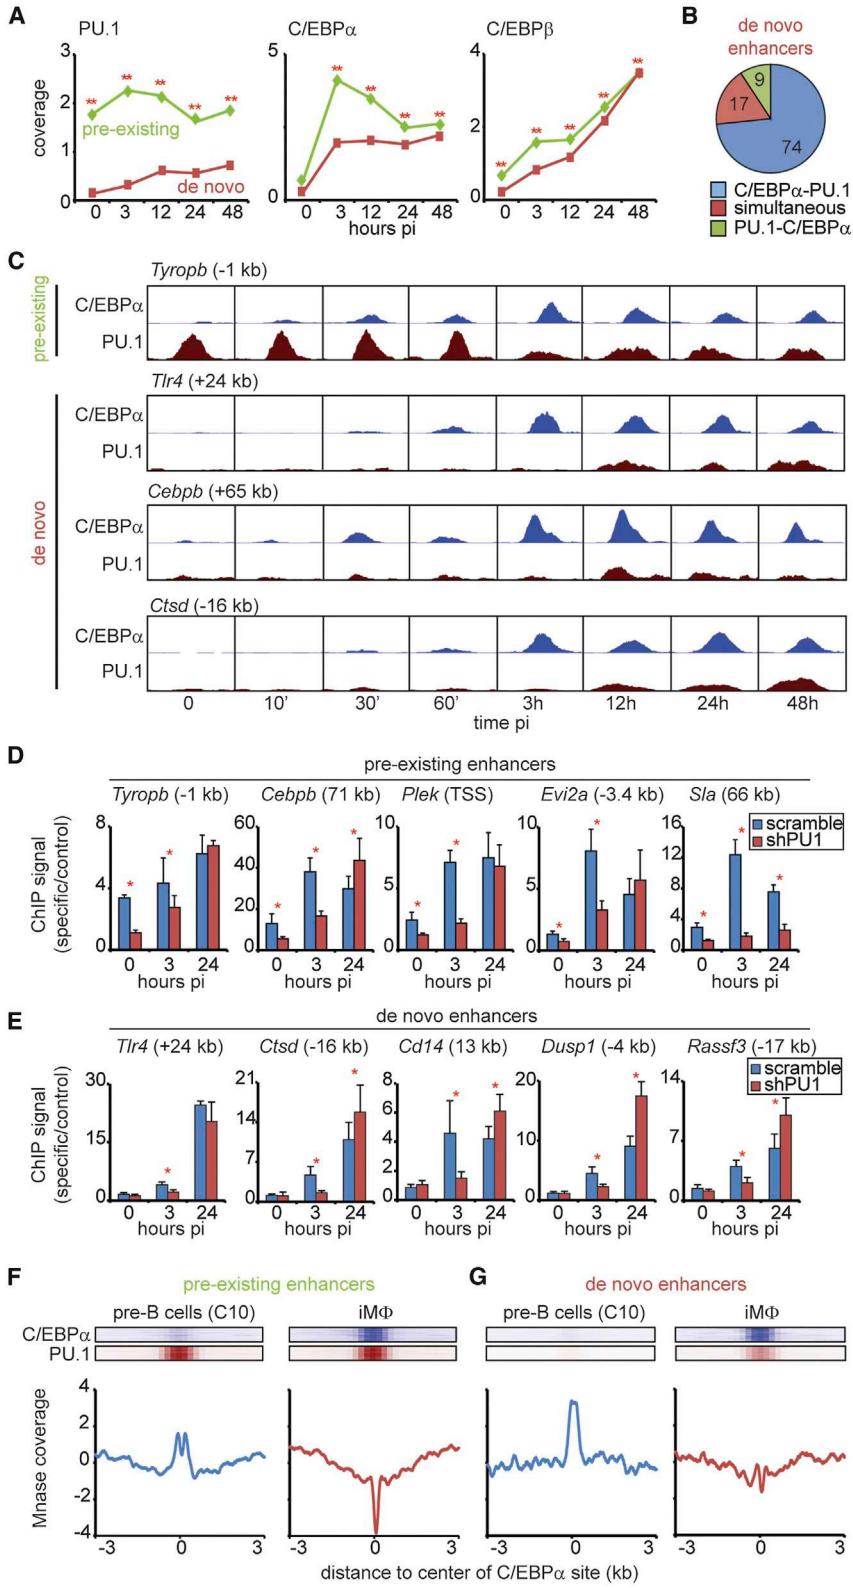 A
PU.1
C/EBPα
C/EBPβ
B
de novo
enhancers
3
2
1
0
coverage
pre-existing
de novo
** ** ** ** **
0 3 12 24 48
5
0
** ** ** **
0 3 12 24 48
hours pi
4
2
0
** ** ** ** **
0 3 12 24 48
9
17
74
C/EBPα-PU.1
simultaneous
PU.1-C/EBPα
C
pre-existing
Tyropb (-1 kb)
C/EBPα
PU.1
de novo
Tlr4 (+24 kb)
C/EBPα
PU.1
Cebpb (+65 kb)
C/EBPα
PU.1
Ctsd (-16 kb)
C/EBPα
PU.1
0 10' 30' 60' 3h 12h 24h 48h
time pi
D
pre-existing enhancers
Tyropb (-1 kb) Cebpb (71 kb) Plek (TSS) Evi2a (-3.4 kb) Sla (66 kb)
scramble
shPU1
ChIP signal
(specific/control)
8
4
0
* *
0 3 24
hours pi
60
40
20
0
* * *
0 3 24
hours pi
10
5
0
* *
0 3 24
hours pi
10
5
0
* *
0 3 24
hours pi
16
12
8
4
0
* * *
0 3 24
hours pi
E
de novo enhancers
Tlr4 (+24 kb) Ctsd (-16 kb) Cd14 (13 kb) Dusp1 (-4 kb) Rassf3 (-17 kb)
scramble
shPU1
ChIP signal
(specific/control)
30
15
0
*
0 3 24
hours pi
21
14
7
0
* *
0 3 24
hours pi
8
6
4
2
0
* *
0 3 24
hours pi
20
10
0
* *
0 3 24
hours pi
14
7
0
* *
0 3 24
hours pi
F
pre-existing enhancers
G
de novo enhancers
pre-B cells (C10) iMΦ pre-B cells (C10) iMΦ
C/EBPα
PU.1
Mnase coverage
4
2
0
-2
-4
-3 0 3 -3 0 3 -3 0 3 -3 0 3
distance to center of C/EBPα site (kb)